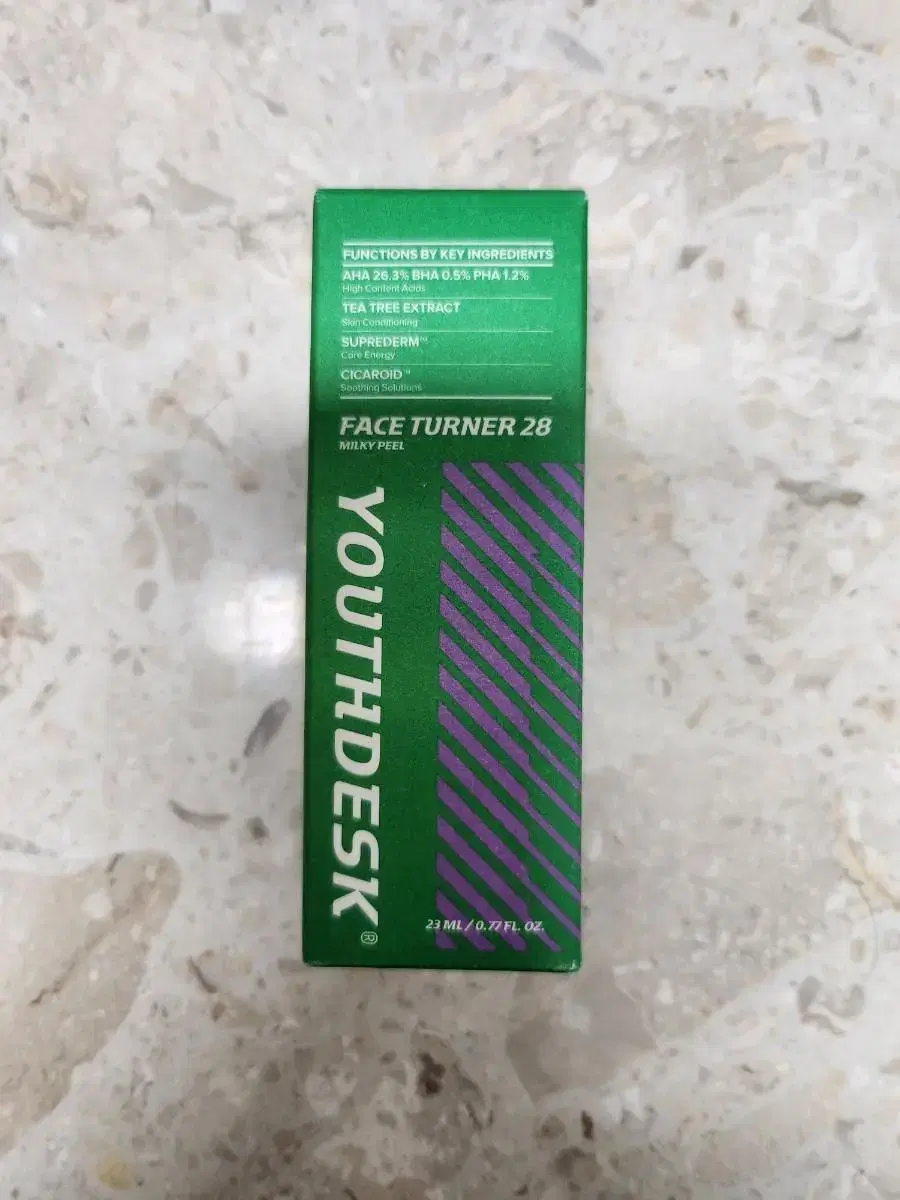 FUNCTIONS BY KEY INGREDIENTS
AHA 26.3% BHA 0.5% PHA 1.2%
High Content Acids
TEA TREE EXTRACT
Skin Conditioning
SUPREDERM™
Care Energy
CICAROID™
Soothing Solutions
FACE TURNER 28
MILKY PEEL
YOUTHDESK®
23 ML / 0.77 FL. OZ.